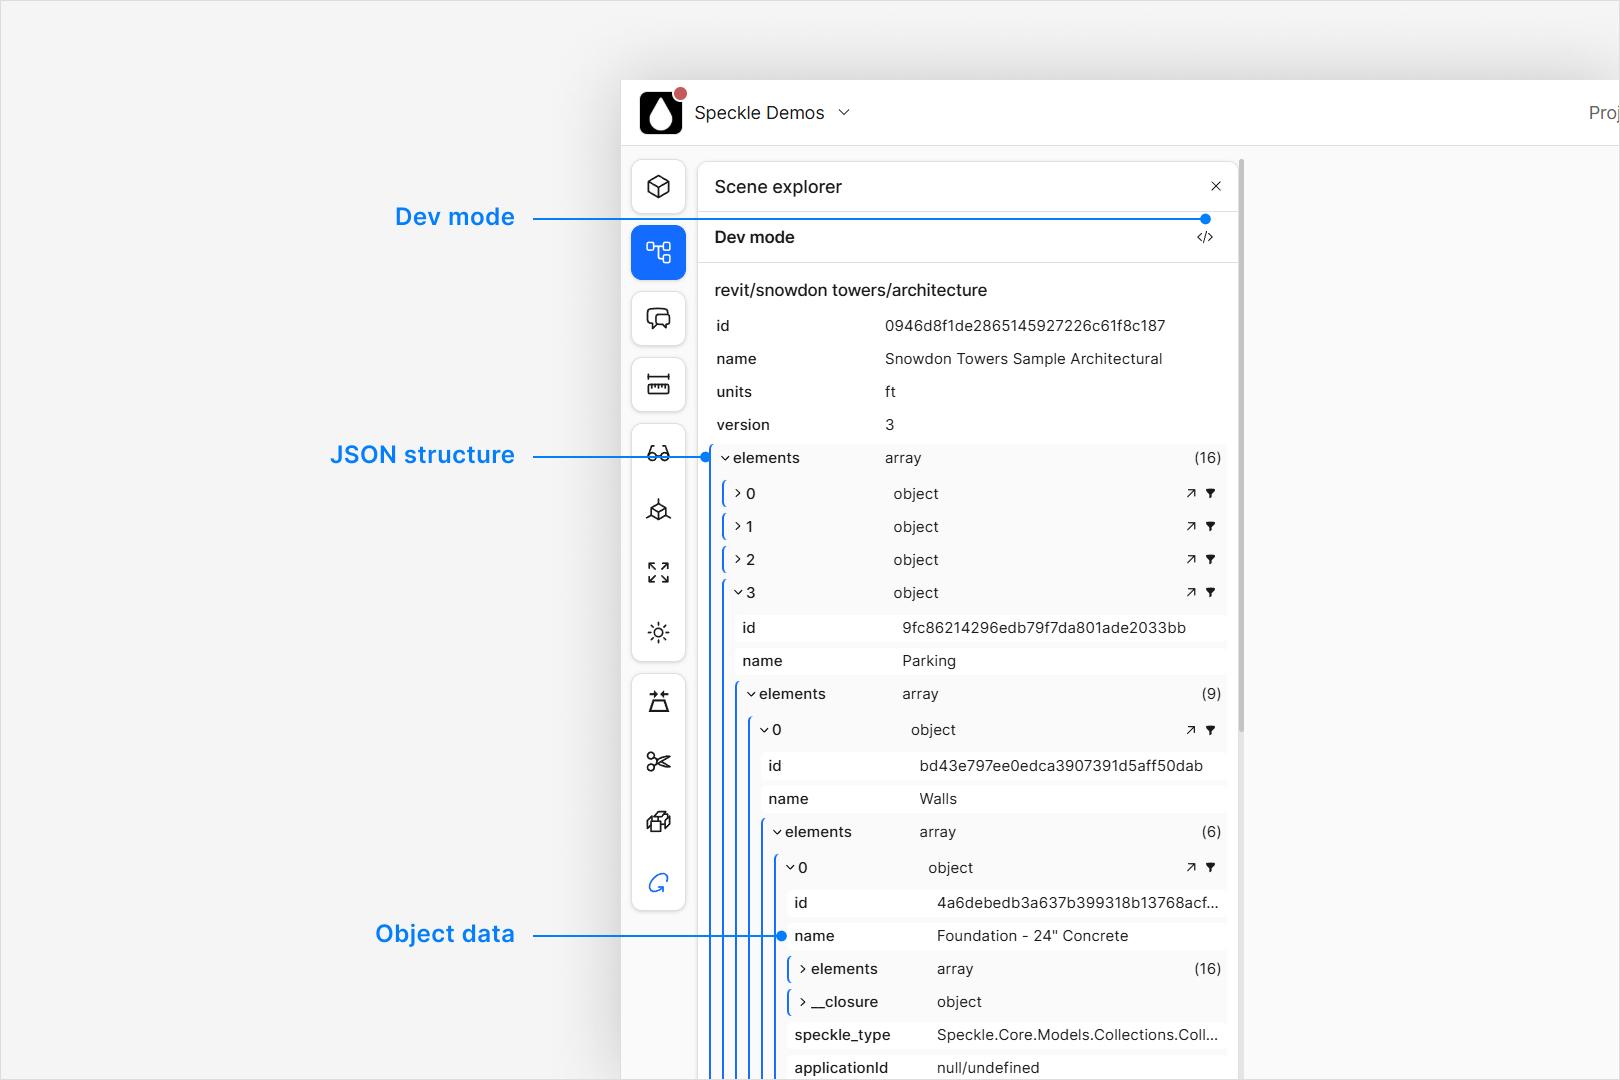 Speckle Demos
Proj
Scene explorer
Dev mode
Dev mode </>
revit/snowdon towers/architecture
id 0946d8f1de2865145927226c61f8c187
name Snowdon Towers Sample Architectural
units ft
version 3
JSON structure
elements array (16)
0 object
1 object
2 object
3 object
id 9fc86214296edb79f7da801ade2033bb
name Parking
elements array (9)
0 object
id bd43e797ee0edca3907391d5aff50dab
name Walls
elements array (6)
0 object
id 4a6debedb3a637b399318b13768acf...
Object data
name Foundation - 24" Concrete
elements array (16)
__closure object
speckle_type Speckle.Core.Models.Collections.Coll...
applicationId null/undefined